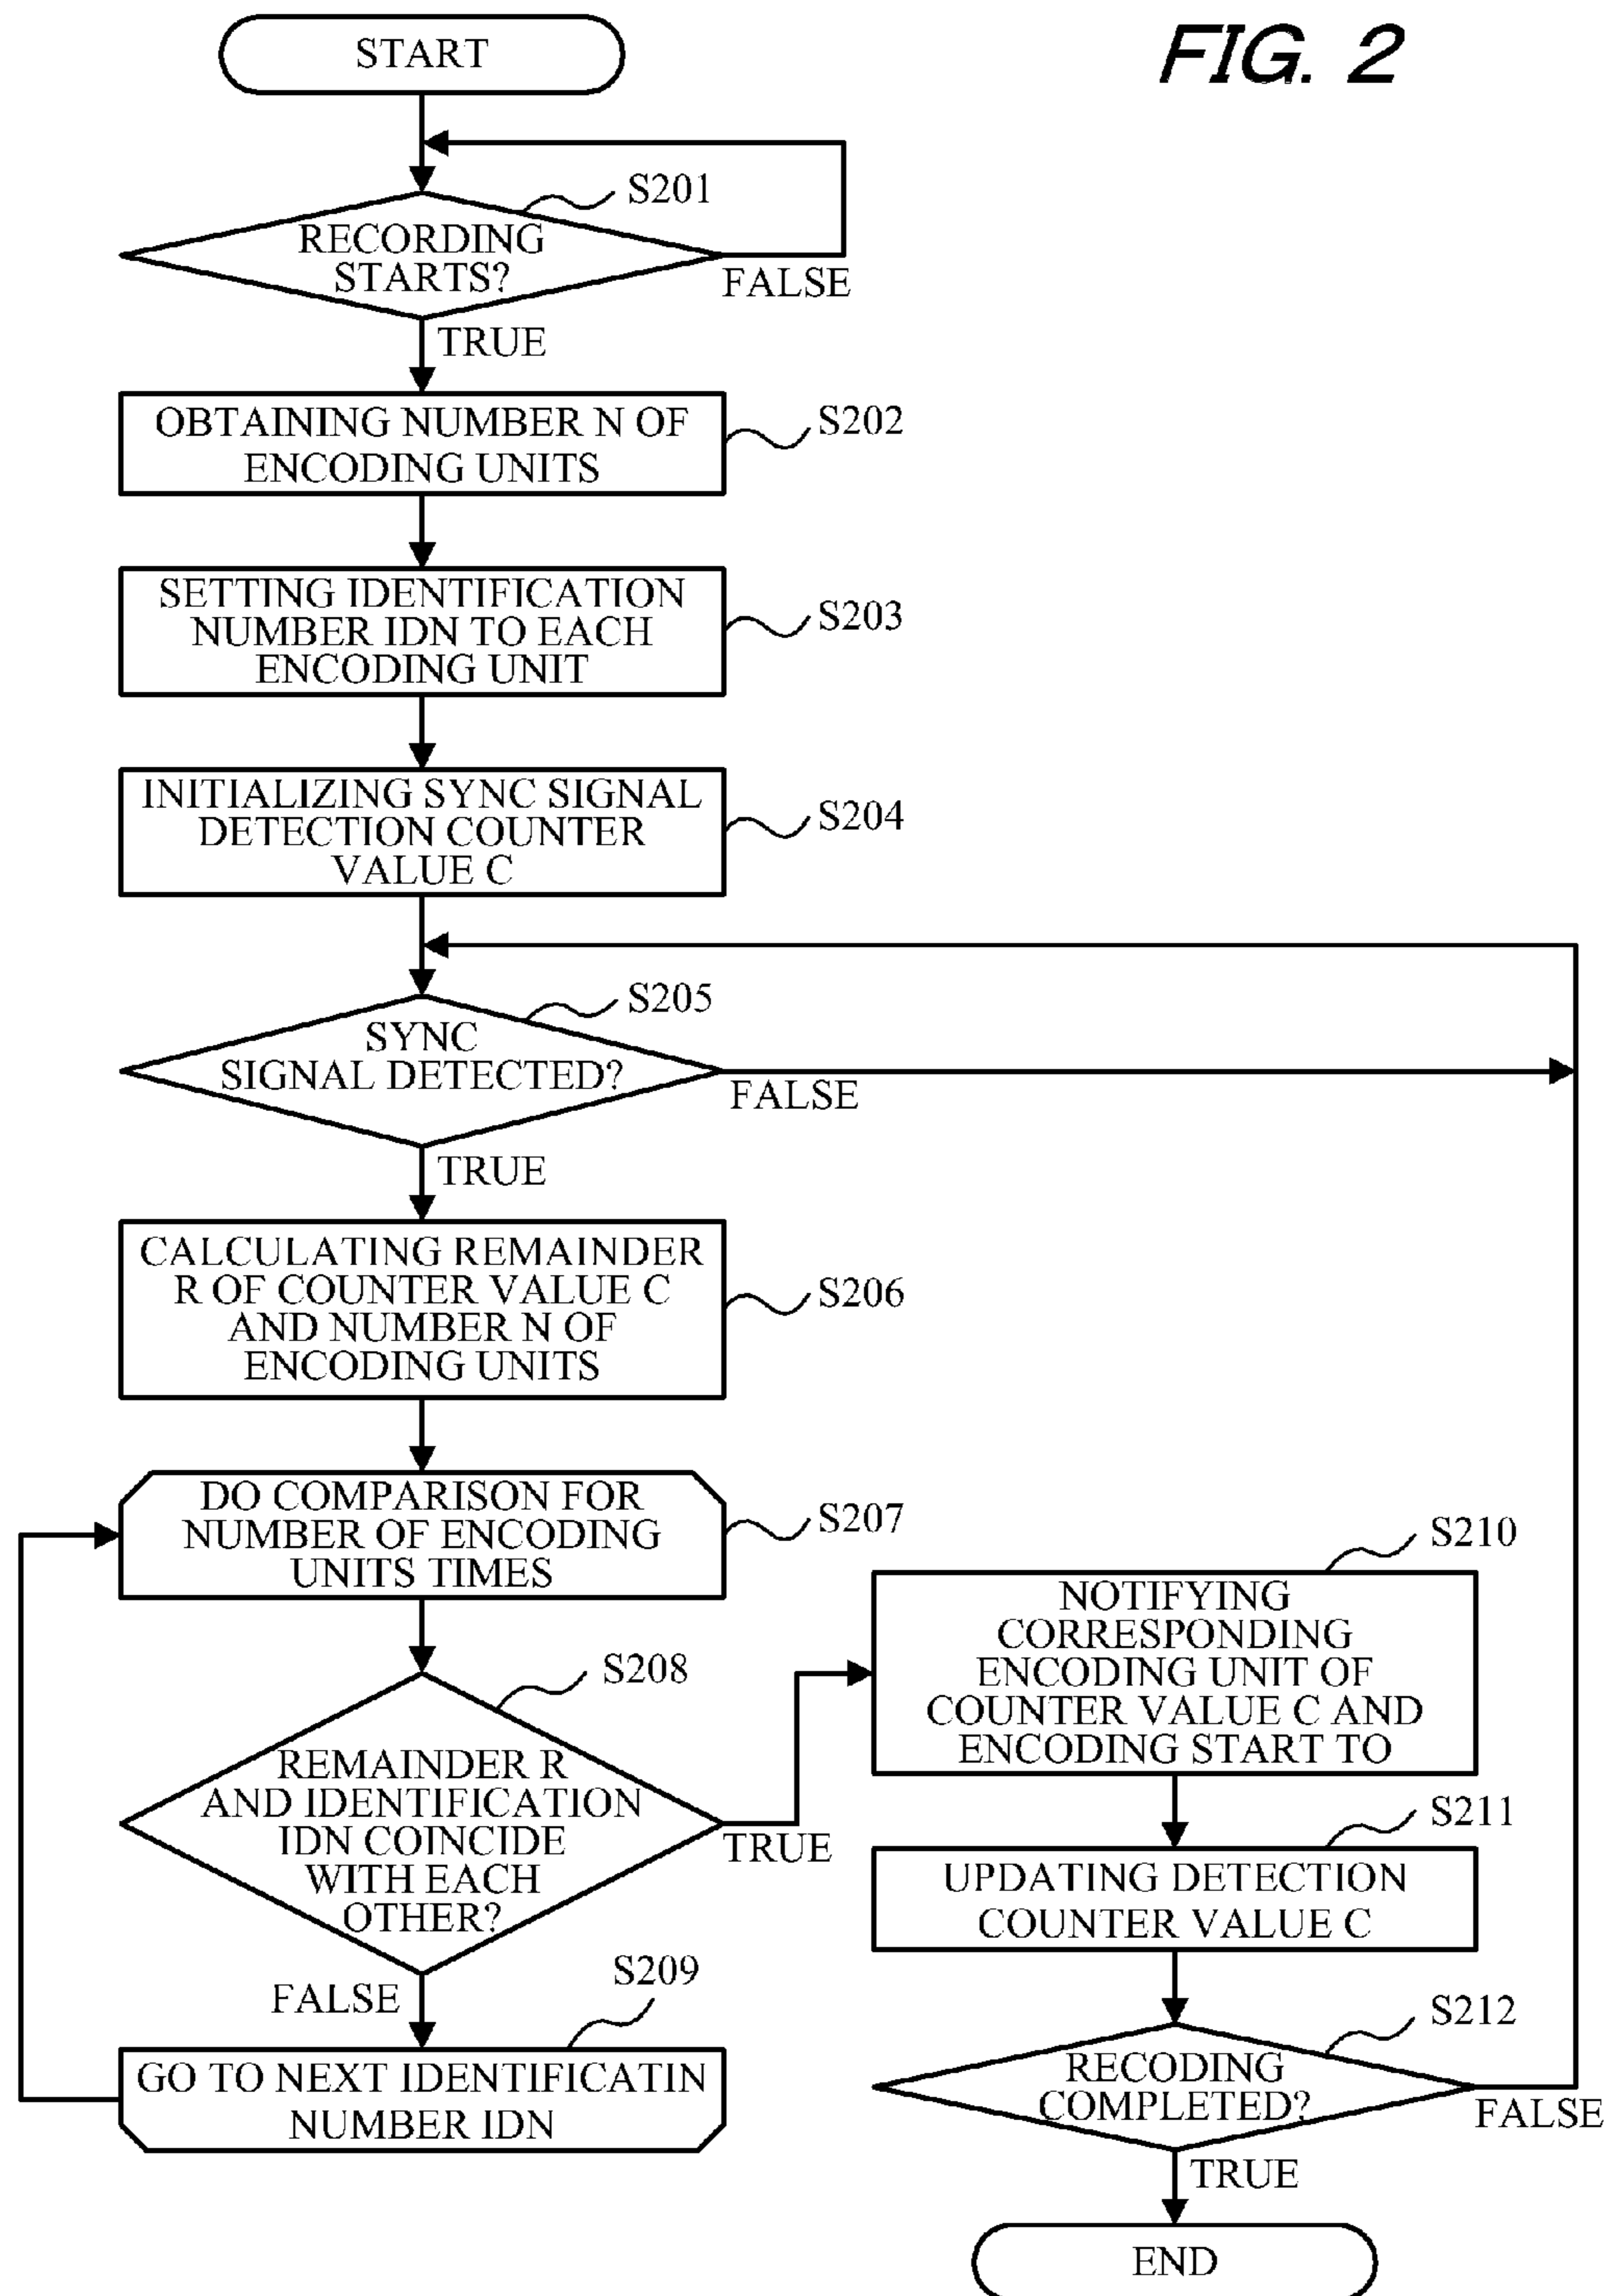 FIG. 2
START
S201
RECORDING
STARTS?
FALSE
TRUE
OBTAINING NUMBER N OF
ENCODING UNITS
S202
SETTING IDENTIFICATION
NUMBER IDN TO EACH
ENCODING UNIT
S203
INITIALIZING SYNC SIGNAL
DETECTION COUNTER
VALUE C
S204
S205
SYNC
SIGNAL DETECTED?
FALSE
TRUE
CALCULATING REMAINDER
R OF COUNTER VALUE C
AND NUMBER N OF
ENCODING UNITS
S206
DO COMPARISON FOR
NUMBER OF ENCODING
UNITS TIMES
S207
S208
REMAINDER R
AND IDENTIFICATION
IDN COINCIDE
WITH EACH
OTHER?
TRUE
FALSE
S209
GO TO NEXT IDENTIFICATIN
NUMBER IDN
S210
NOTIFYING
CORRESPONDING
ENCODING UNIT OF
COUNTER VALUE C AND
ENCODING START TO
S211
UPDATING DETECTION
COUNTER VALUE C
S212
RECODING
COMPLETED?
FALSE
TRUE
END